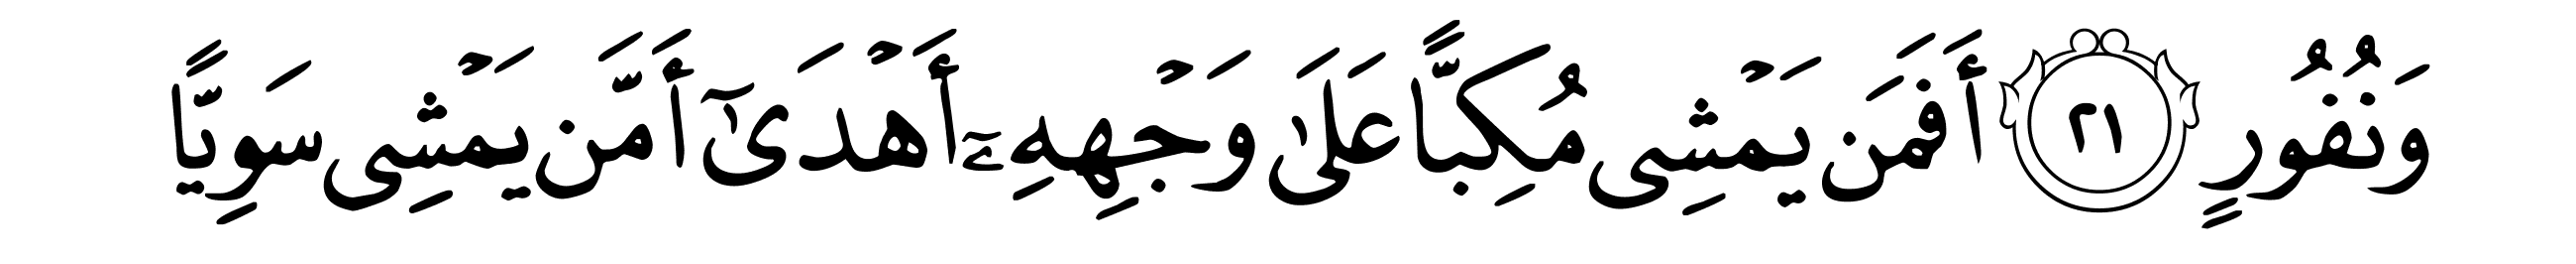 وَنُفُورٍ ٢١ أَفَمَن يَمۡشِى مُكِبًّا عَلَىٰ وَجۡهِهِۦٓ أَهۡدَىٰٓ أَمَّن يَمۡشِى سَوِيًّا